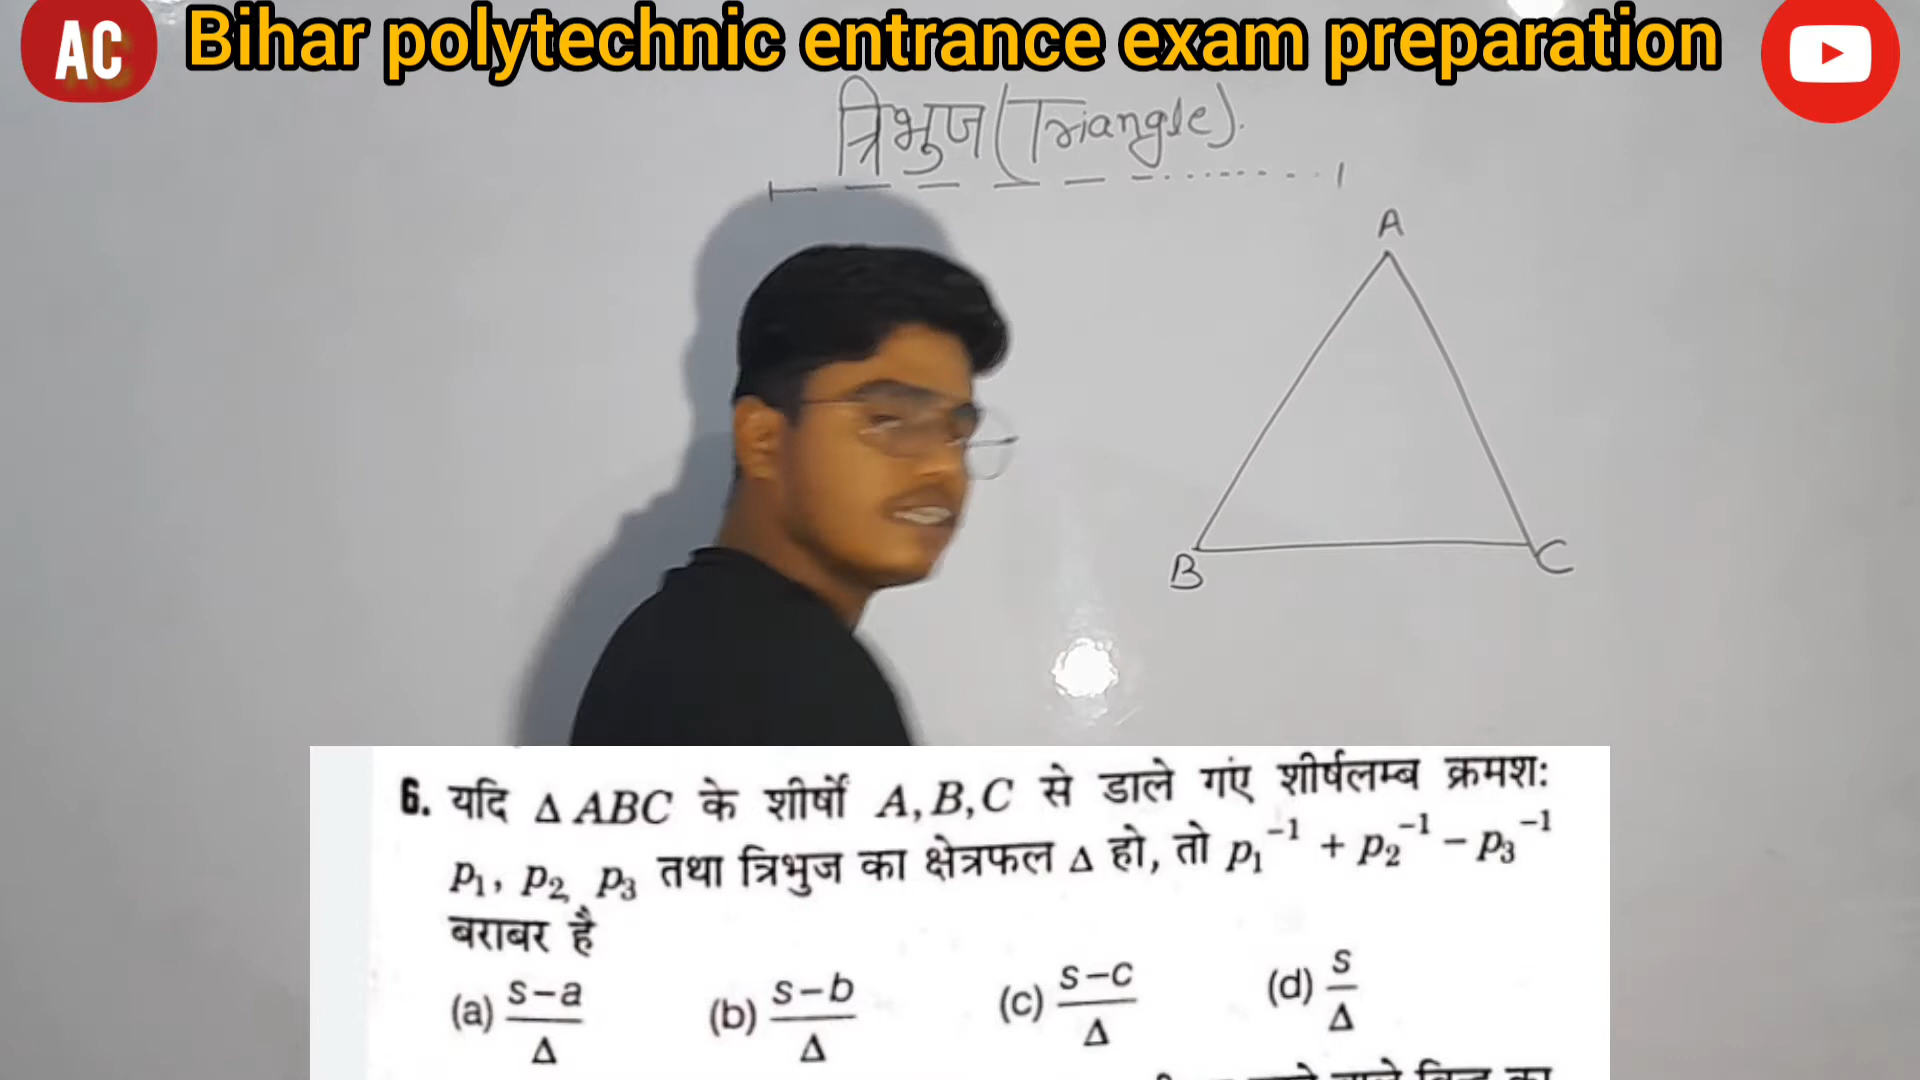 AC Bihar polytechnic entrance exam preparation
त्रिभुज (Triangle).
A
B C
6. यदि Δ ABC के शीर्षों A, B, C से डाले गएं शीर्षलम्ब क्रमशः
p₁, p₂, p₃ तथा त्रिभुज का क्षेत्रफल Δ हो, तो p₁⁻¹ + p₂⁻¹ − p₃⁻¹
बराबर है
(a) s−a/Δ (b) s−b/Δ (c) s−c/Δ (d) s/Δ